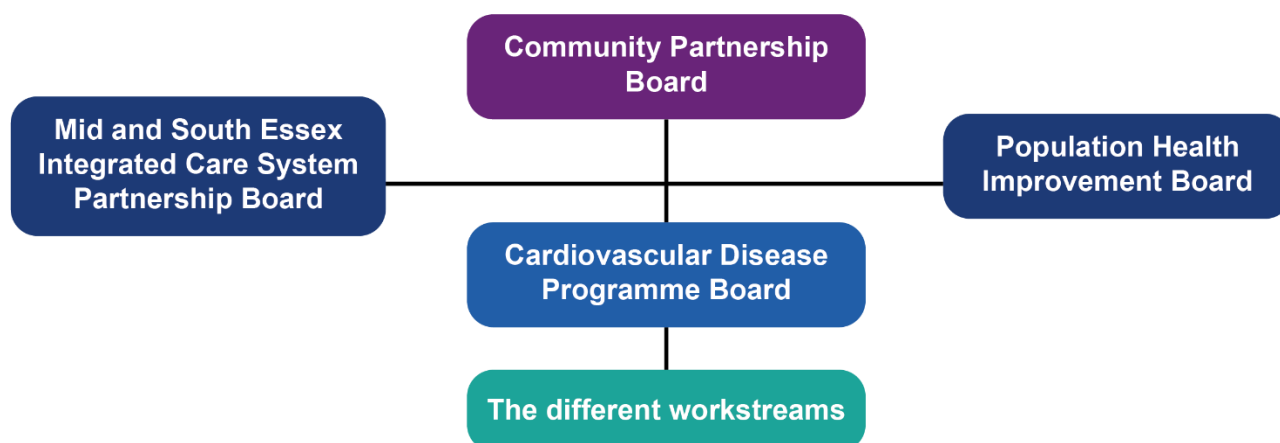 Community Partnership
Board
Mid and South Essex
Integrated Care System
Partnership Board
Population Health
Improvement Board
Cardiovascular Disease
Programme Board
The different workstreams